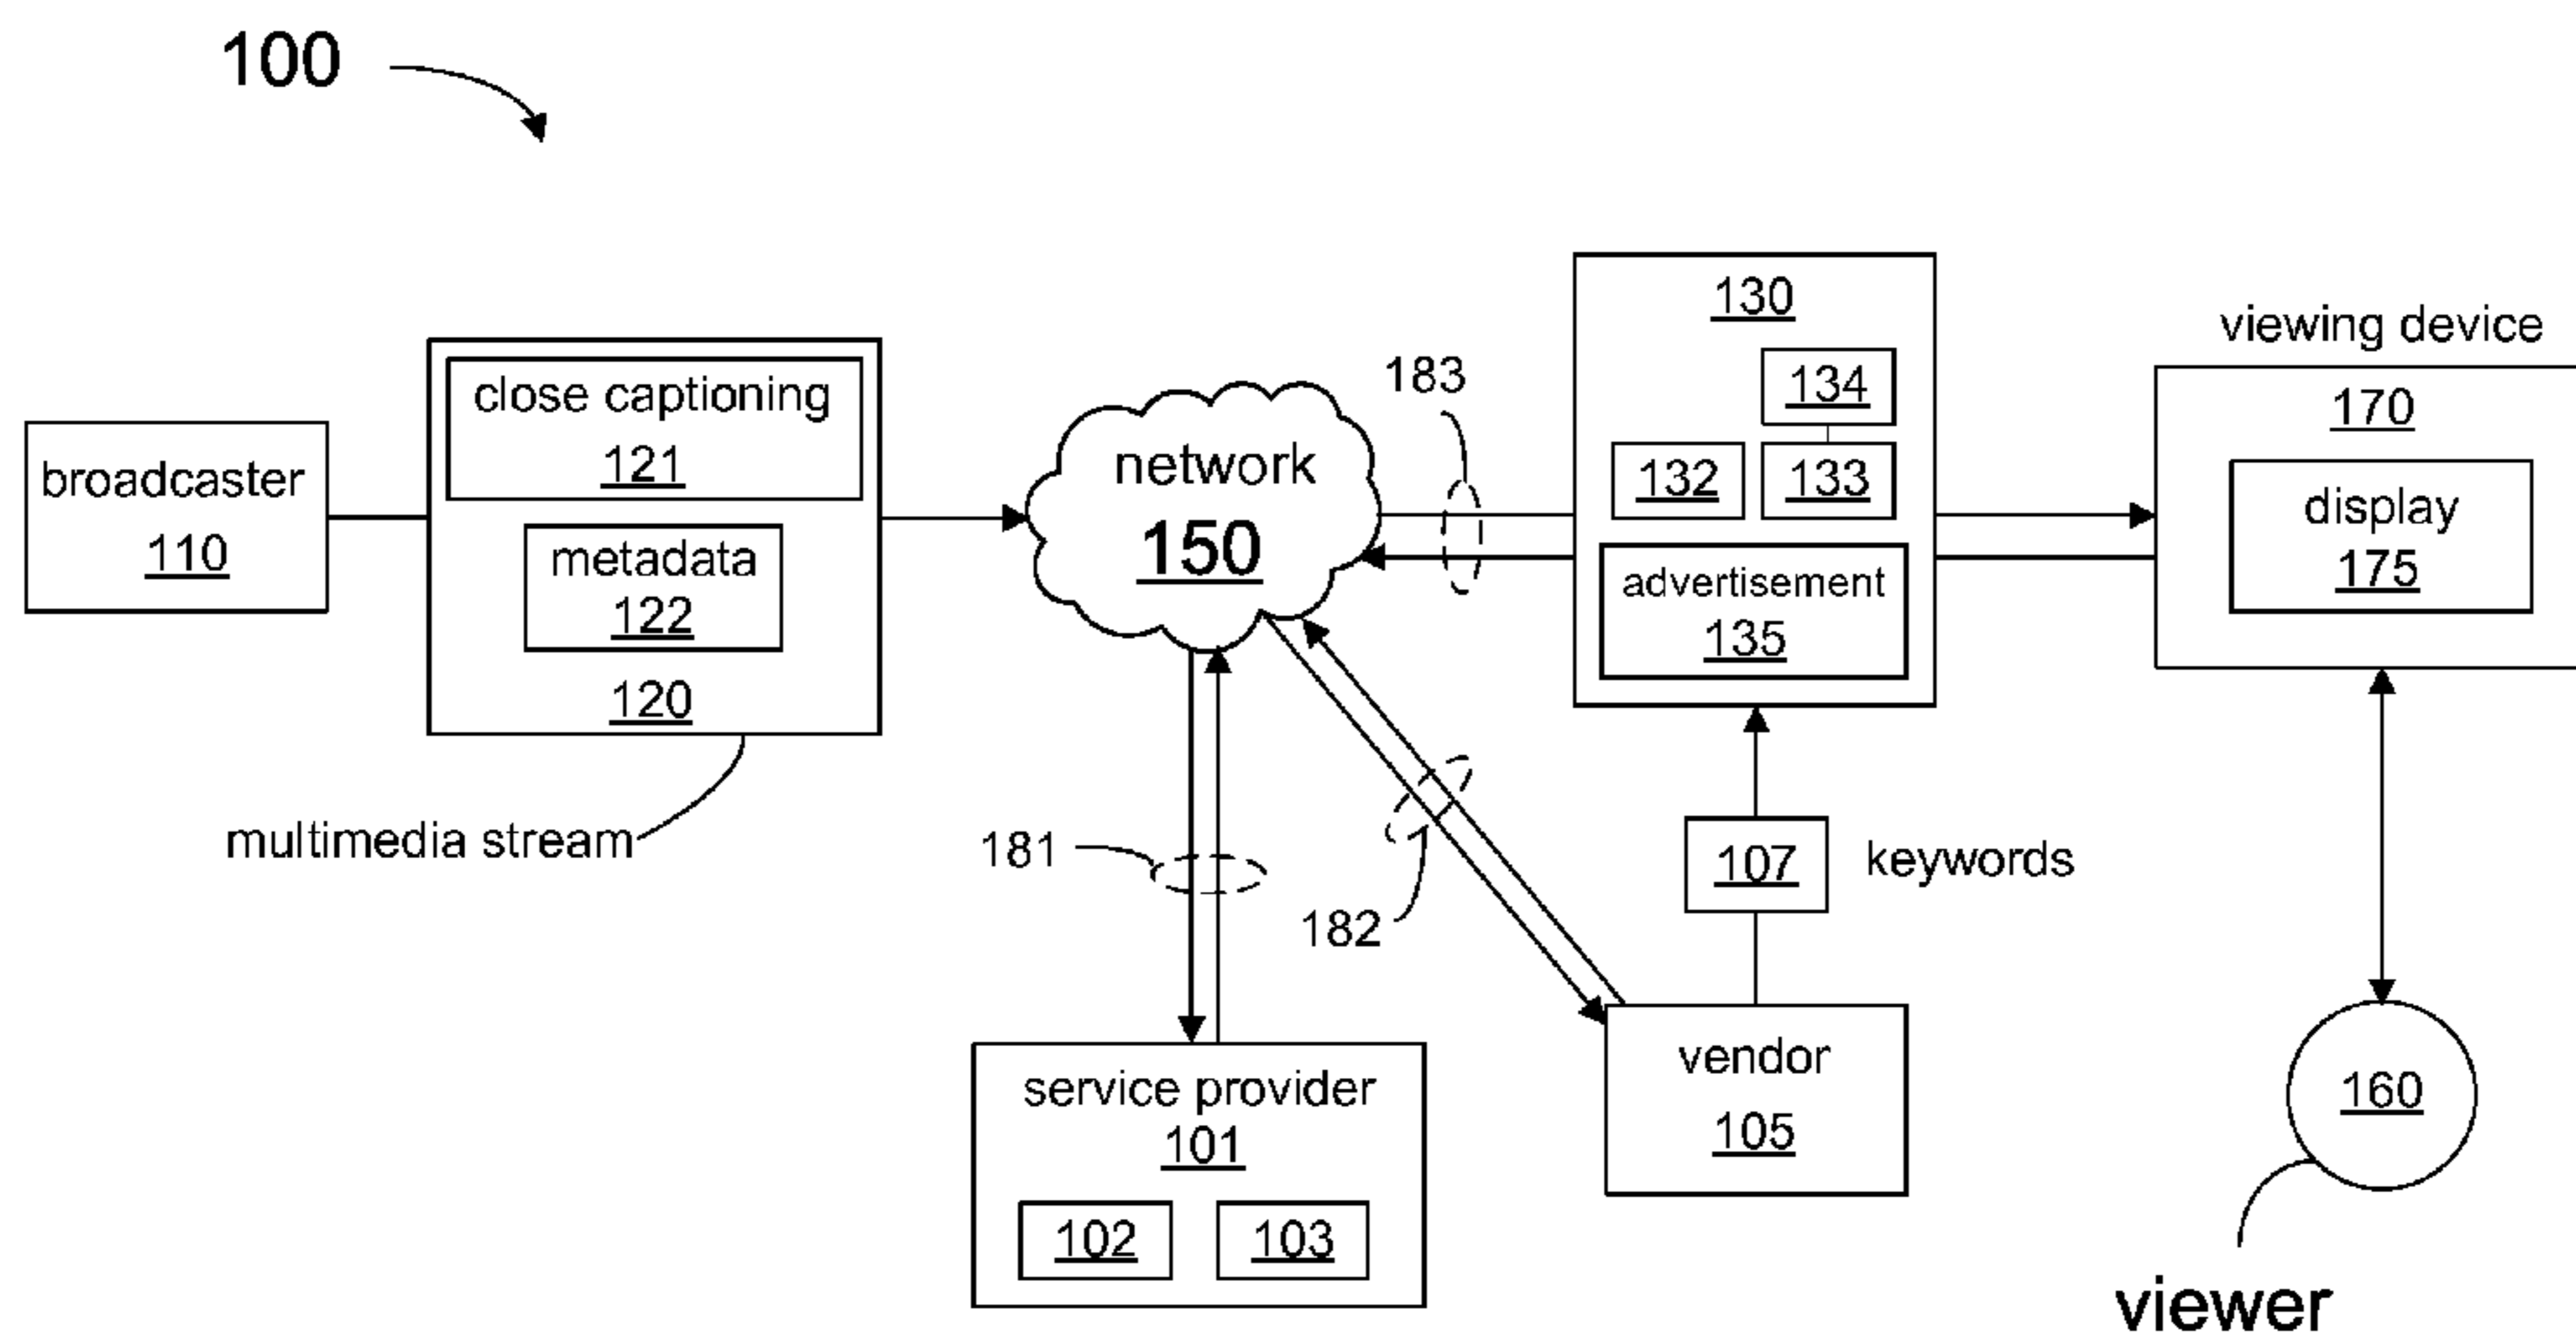 100
broadcaster
110
close captioning
121
metadata
122
120
multimedia stream
network
150
183
130
134
132
133
advertisement
135
viewing device
170
display
175
181
182
107
keywords
service provider
101
102
103
vendor
105
160
viewer